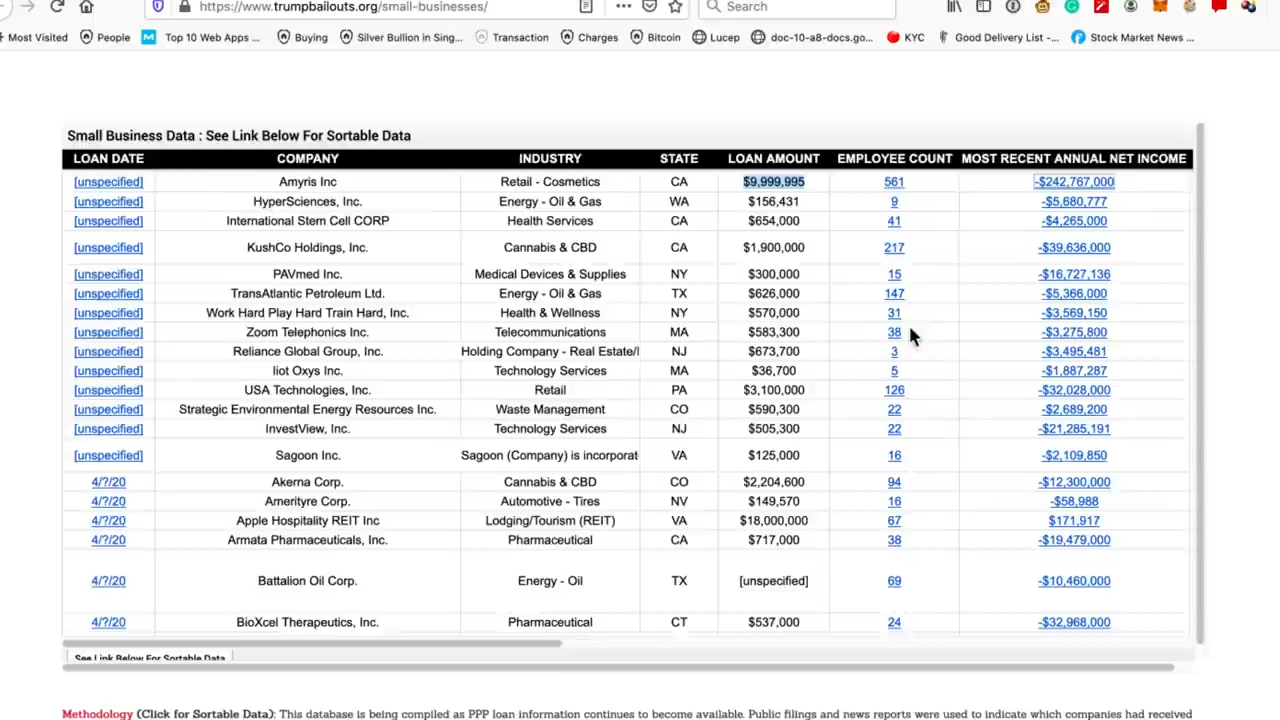 https://www.trumpbailouts.org/small-businesses/ Search
Most Visited People Top 10 Web Apps ... Buying Silver Bullion in Sing... Transaction Charges Bitcoin Lucep doc-10-a8-docs.go... KYC Good Delivery List -... Stock Market News ...
Small Business Data : See Link Below For Sortable Data
LOAN DATE COMPANY INDUSTRY STATE LOAN AMOUNT EMPLOYEE COUNT MOST RECENT ANNUAL NET INCOME
[unspecified] Amyris Inc Retail - Cosmetics CA $9,999,995 561 -$242,767,000
[unspecified] HyperSciences, Inc. Energy - Oil & Gas WA $156,431 9 -$5,680,777
[unspecified] International Stem Cell CORP Health Services CA $654,000 41 -$4,265,000
[unspecified] KushCo Holdings, Inc. Cannabis & CBD CA $1,900,000 217 -$39,636,000
[unspecified] PAVmed Inc. Medical Devices & Supplies NY $300,000 15 -$16,727,136
[unspecified] TransAtlantic Petroleum Ltd. Energy - Oil & Gas TX $626,000 147 -$5,366,000
[unspecified] Work Hard Play Hard Train Hard, Inc. Health & Wellness NY $570,000 31 -$3,569,150
[unspecified] Zoom Telephonics Inc. Telecommunications MA $583,300 38 -$3,275,800
[unspecified] Reliance Global Group, Inc. Holding Company - Real Estate/I NJ $673,700 3 -$3,495,481
[unspecified] Iiot Oxys Inc. Technology Services MA $36,700 5 -$1,887,287
[unspecified] USA Technologies, Inc. Retail PA $3,100,000 126 -$32,028,000
[unspecified] Strategic Environmental Energy Resources Inc. Waste Management CO $590,300 22 -$2,689,200
[unspecified] InvestView, Inc. Technology Services NJ $505,300 22 -$21,285,191
[unspecified] Sagoon Inc. Sagoon (Company) is incorporat VA $125,000 16 -$2,109,850
4/?/20 Akerna Corp. Cannabis & CBD CO $2,204,600 94 -$12,300,000
4/?/20 Amerityre Corp. Automotive - Tires NV $149,570 16 -$58,988
4/?/20 Apple Hospitality REIT Inc Lodging/Tourism (REIT) VA $18,000,000 67 $171,917
4/?/20 Armata Pharmaceuticals, Inc. Pharmaceutical CA $717,000 38 -$19,479,000
4/?/20 Battalion Oil Corp. Energy - Oil TX [unspecified] 69 -$10,460,000
4/?/20 BioXcel Therapeutics, Inc. Pharmaceutical CT $537,000 24 -$32,968,000
See Link Below For Sortable Data
Methodology (Click for Sortable Data): This database is being compiled as PPP loan information continues to become available. Public filings and news reports were used to indicate which companies had received